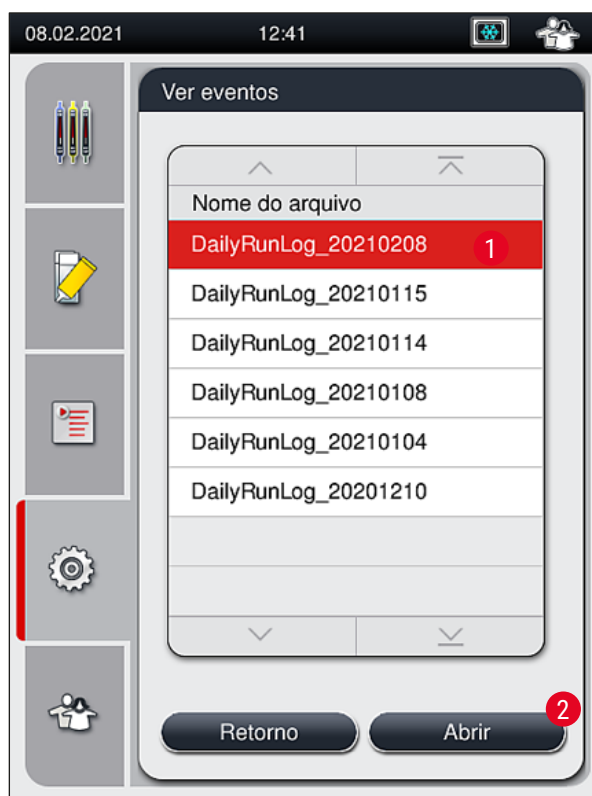 08.02.2021 12:41
Ver eventos
Nome do arquivo
DailyRunLog_20210208 1
DailyRunLog_20210115
DailyRunLog_20210114
DailyRunLog_20210108
DailyRunLog_20210104
DailyRunLog_20201210
Retorno Abrir 2